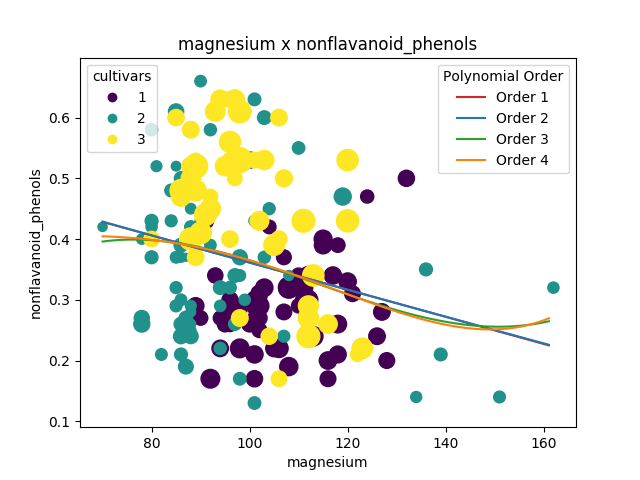 magnesium x nonflavanoid_phenols
cultivars
1
2
3
Polynomial Order
Order 1
Order 2
Order 3
Order 4
nonflavanoid_phenols
0.6
0.5
0.4
0.3
0.2
0.1
80 100 120 140 160
magnesium